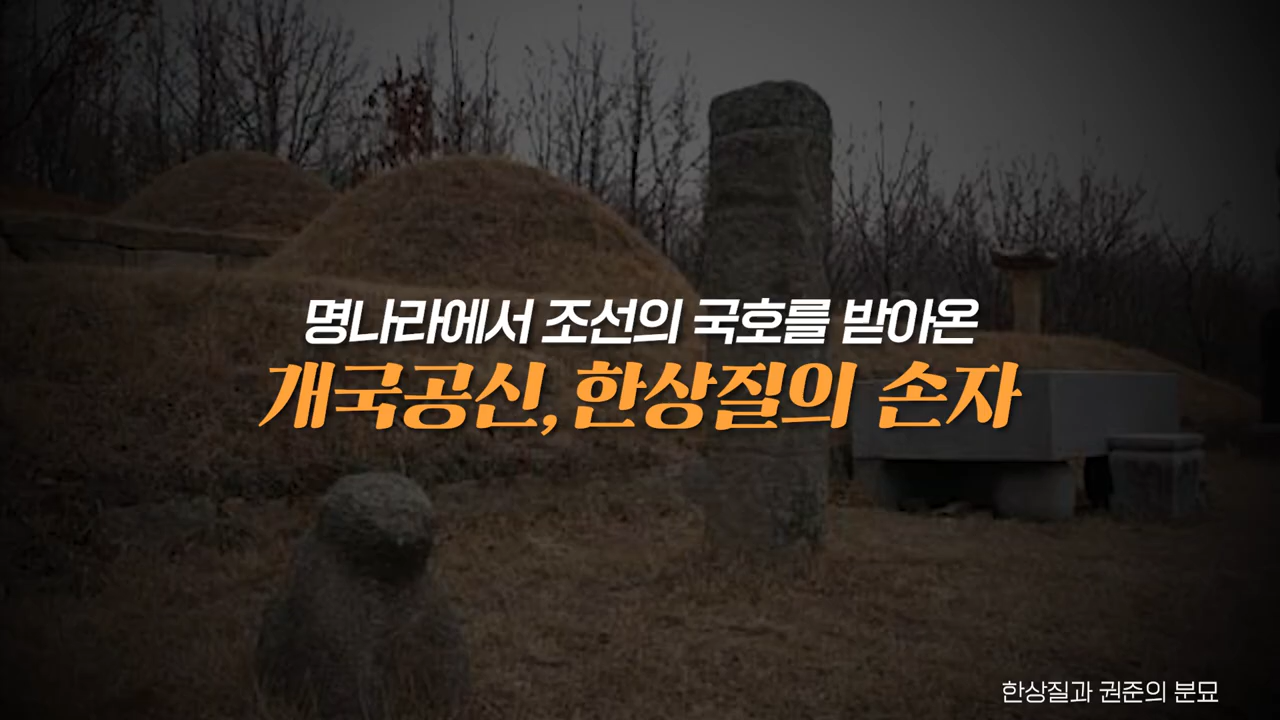 명나라에서 조선의 국호를 받아온
개국공신, 한상질의 손자
한상질과 권준의 분묘